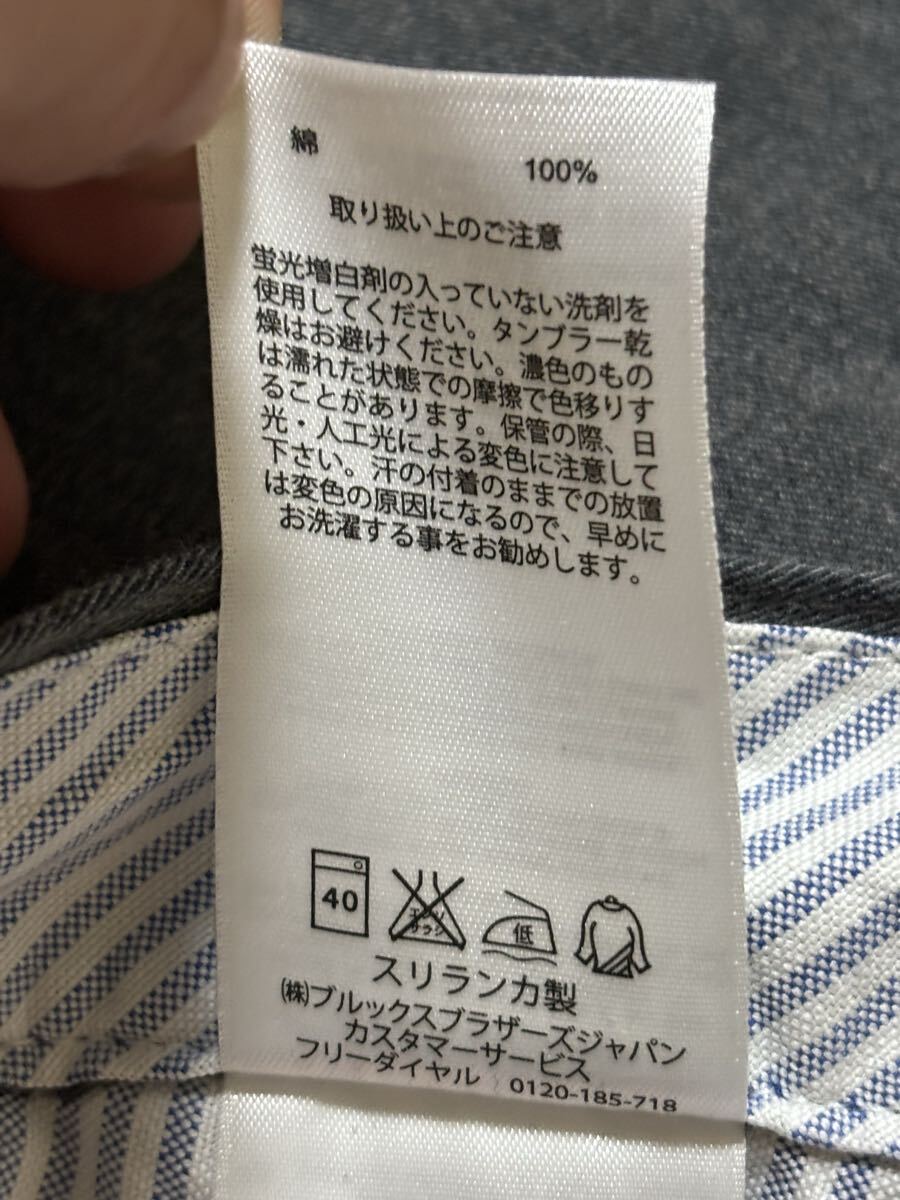 綿 100%
取り扱い上のご注意
蛍光増白剤の入っていない洗剤を
使用してください。タンブラー乾
燥はお避けください。濃色のもの
は濡れた状態での摩擦で色移りす
ることがあります。保管の際、日
光・人工光による変色に注意して
下さい。汗の付着のままでの放置
は変色の原因になるので、早めに
お洗濯する事をお勧めします。
40
エンソ
サラシ
低
スリランカ製
㈱ブルックスブラザーズジャパン
カスタマーサービス
フリーダイヤル 0120-185-718